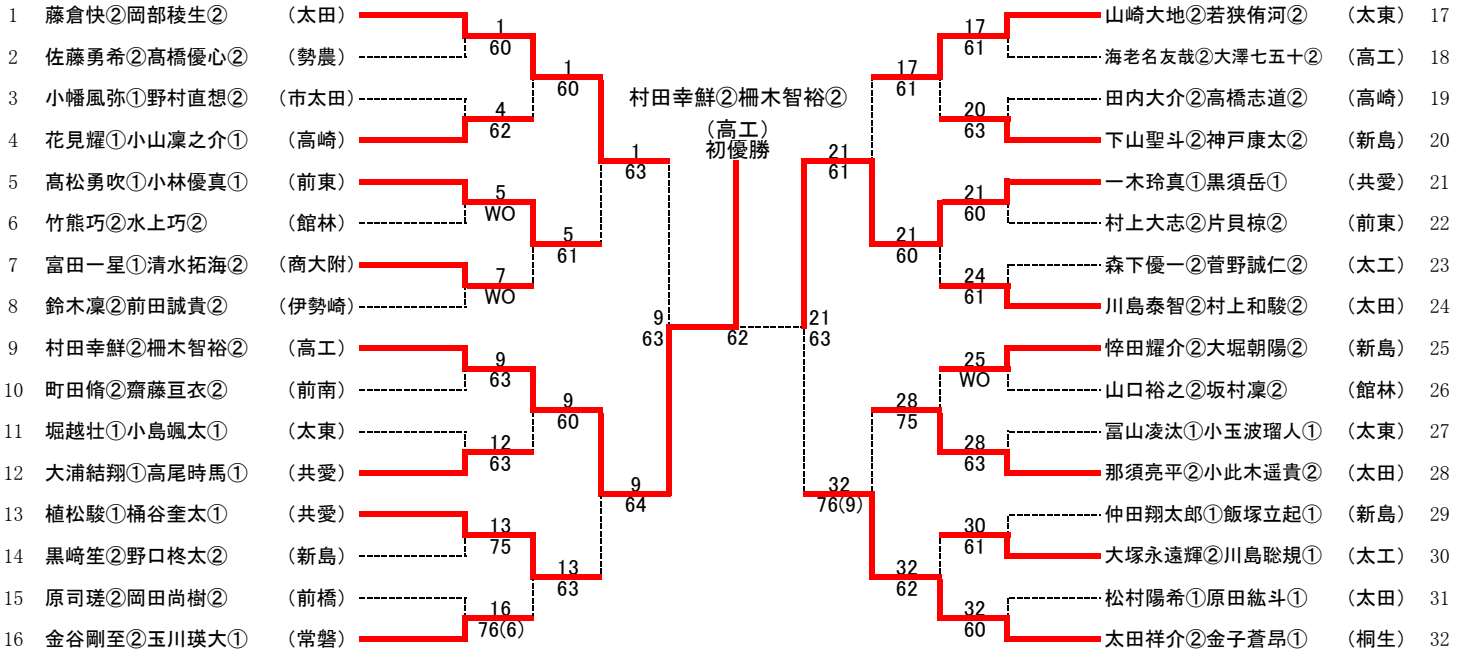 1 藤倉快②岡部稜生② （太田）
2 佐藤勇希②髙橋優心② （勢農）
3 小幡風弥①野村直想② （市太田）
4 花見耀①小山凜之介① （高崎）
5 髙松勇吹①小林優真① （前東）
6 竹熊巧②水上巧② （館林）
7 富田一星①清水拓海② （商大附）
8 鈴木凜②前田誠貴② （伊勢崎）
9 村田幸鮮②柵木智裕② （高工）
10 町田脩②齋藤亘衣② （前南）
11 堀越壮①小島颯太① （太東）
12 大浦結翔①高尾時馬① （共愛）
13 植松駿①桶谷奎太① （共愛）
14 黒﨑笙②野口柊太② （新島）
15 原司瑳②岡田尚樹② （前橋）
16 金谷剛至②玉川瑛大① （常磐）
1
60
4
62
5
WO
7
WO
9
63
12
63
13
75
16
76(6)
1
60
5
61
9
60
13
63
1
63
9
64
9
63
村田幸鮮②柵木智裕②
（高工）
初優勝
62
21
63
21
61
32
76(9)
17
61
21
60
28
75
32
62
17
61
20
63
21
60
24
61
25
WO
28
63
30
61
32
60
山崎大地②若狭侑河② （太東） 17
海老名友哉②大澤七五十② （高工） 18
田内大介②高橋志道② （高崎） 19
下山聖斗②神戸康太② （新島） 20
一木玲真①黒須岳① （共愛） 21
村上大志②片貝椋② （前東） 22
森下優一②菅野誠仁② （太工） 23
川島泰智②村上和駿② （太田） 24
悴田耀介②大堀朝陽② （新島） 25
山口裕之②坂村凜② （館林） 26
冨山凌汰①小玉波瑠人① （太東） 27
那須亮平②小此木遥貴② （太田） 28
仲田翔太郎①飯塚立起① （新島） 29
大塚永遠輝②川島聡規① （太工） 30
松村陽希①原田紘斗① （太田） 31
太田祥介②金子蒼昂① （桐生） 32